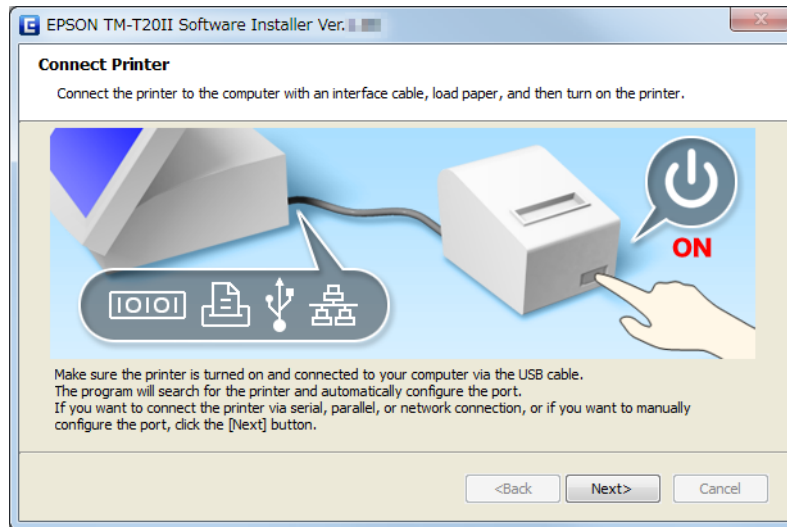 EPSON TM-T20II Software Installer Ver.
Connect Printer
Connect the printer to the computer with an interface cable, load paper, and then turn on the printer.
IOIOI
ON
Make sure the printer is turned on and connected to your computer via the USB cable.
The program will search for the printer and automatically configure the port.
If you want to connect the printer via serial, parallel, or network connection, or if you want to manually
configure the port, click the [Next] button.
<Back Next> Cancel